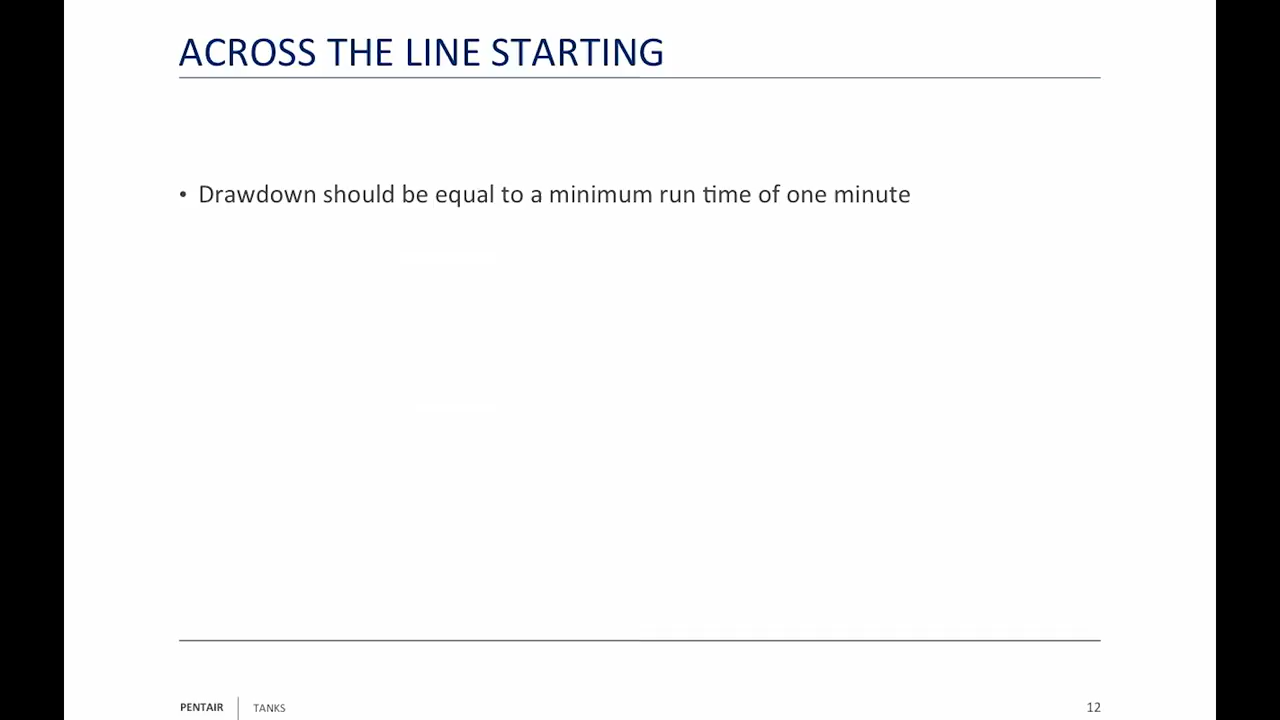 ACROSS THE LINE STARTING
• Drawdown should be equal to a minimum run time of one minute
PENTAIR | TANKS 12